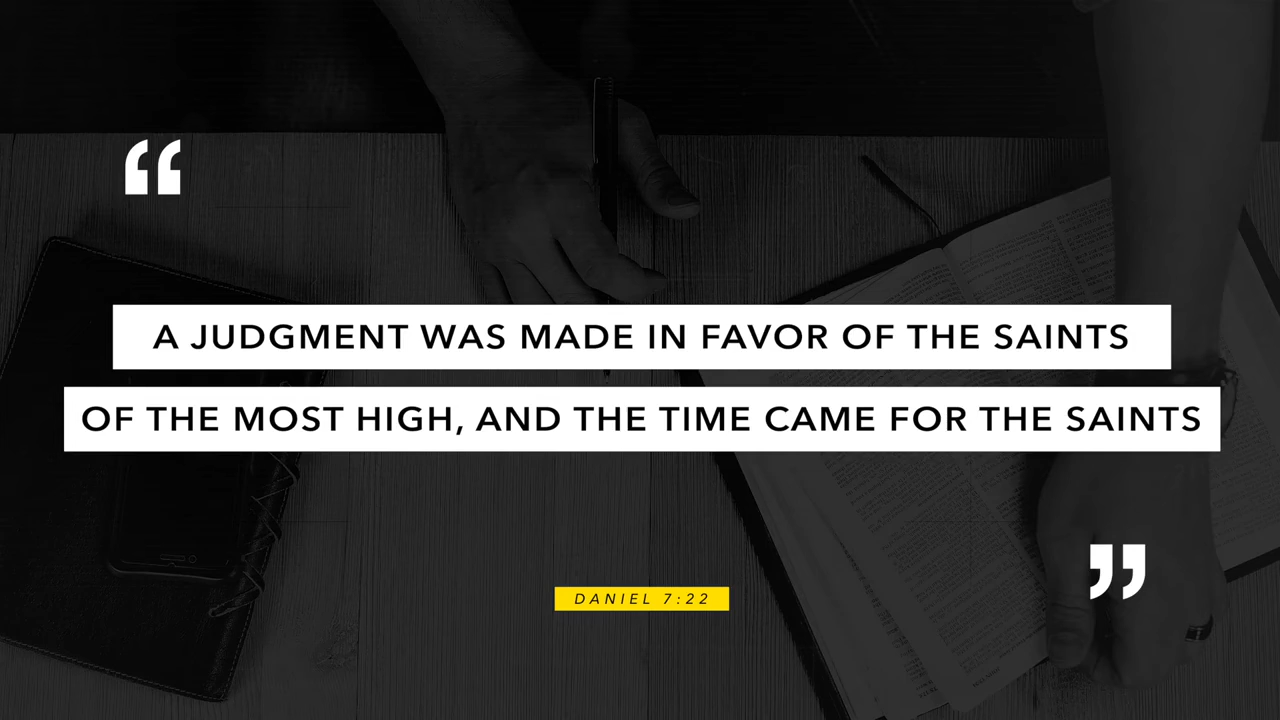 “
A JUDGMENT WAS MADE IN FAVOR OF THE SAINTS
OF THE MOST HIGH, AND THE TIME CAME FOR THE SAINTS
”
DANIEL 7:22